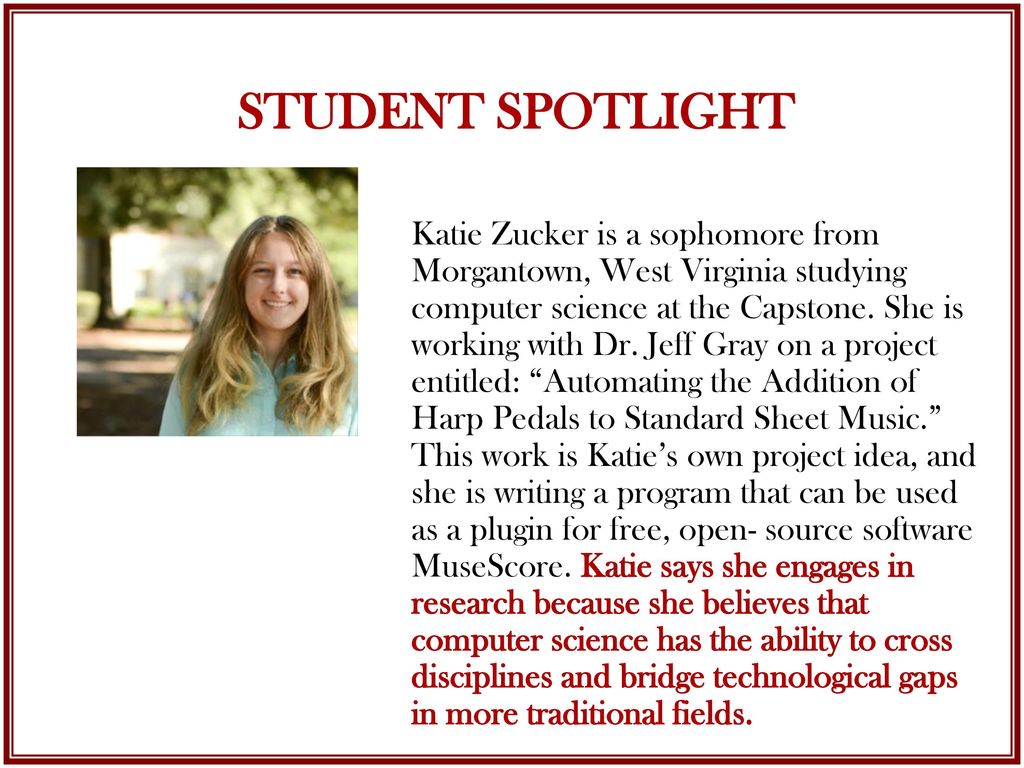 STUDENT SPOTLIGHT
Katie Zucker is a sophomore from
Morgantown, West Virginia studying
computer science at the Capstone. She is
working with Dr. Jeff Gray on a project
entitled: “Automating the Addition of
Harp Pedals to Standard Sheet Music.”
This work is Katie’s own project idea, and
she is writing a program that can be used
as a plugin for free, open- source software
MuseScore. Katie says she engages in
research because she believes that
computer science has the ability to cross
disciplines and bridge technological gaps
in more traditional fields.